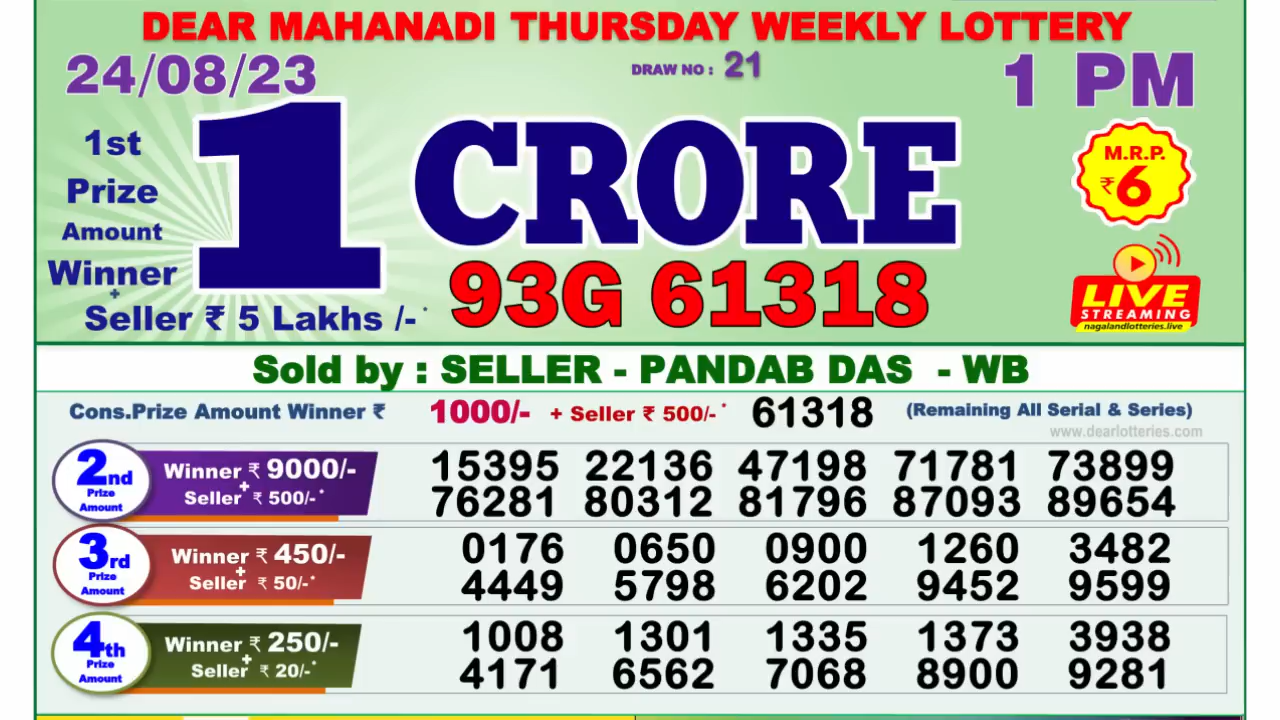 DEAR MAHANADI THURSDAY WEEKLY LOTTERY
24/08/23
DRAW NO : 21
1 PM
1st
Prize
Amount
Winner
+
Seller ₹ 5 Lakhs /-*
1 CRORE
93G 61318
M.R.P.
₹6
LIVE
STREAMING
nagalandlotteries.live
Sold by : SELLER - PANDAB DAS - WB
Cons.Prize Amount Winner ₹ 1000/- + Seller ₹ 500/-* 61318 (Remaining All Serial & Series)
www.dearlotteries.com
2nd
Prize
Amount
Winner ₹ 9000/-
+
Seller ₹ 500/-*
15395 22136 47198 71781 73899
76281 80312 81796 87093 89654
3rd
Prize
Amount
Winner ₹ 450/-
+
Seller ₹ 50/-*
0176 0650 0900 1260 3482
4449 5798 6202 9452 9599
4th
Prize
Amount
Winner ₹ 250/-
+
Seller ₹ 20/-*
1008 1301 1335 1373 3938
4171 6562 7068 8900 9281